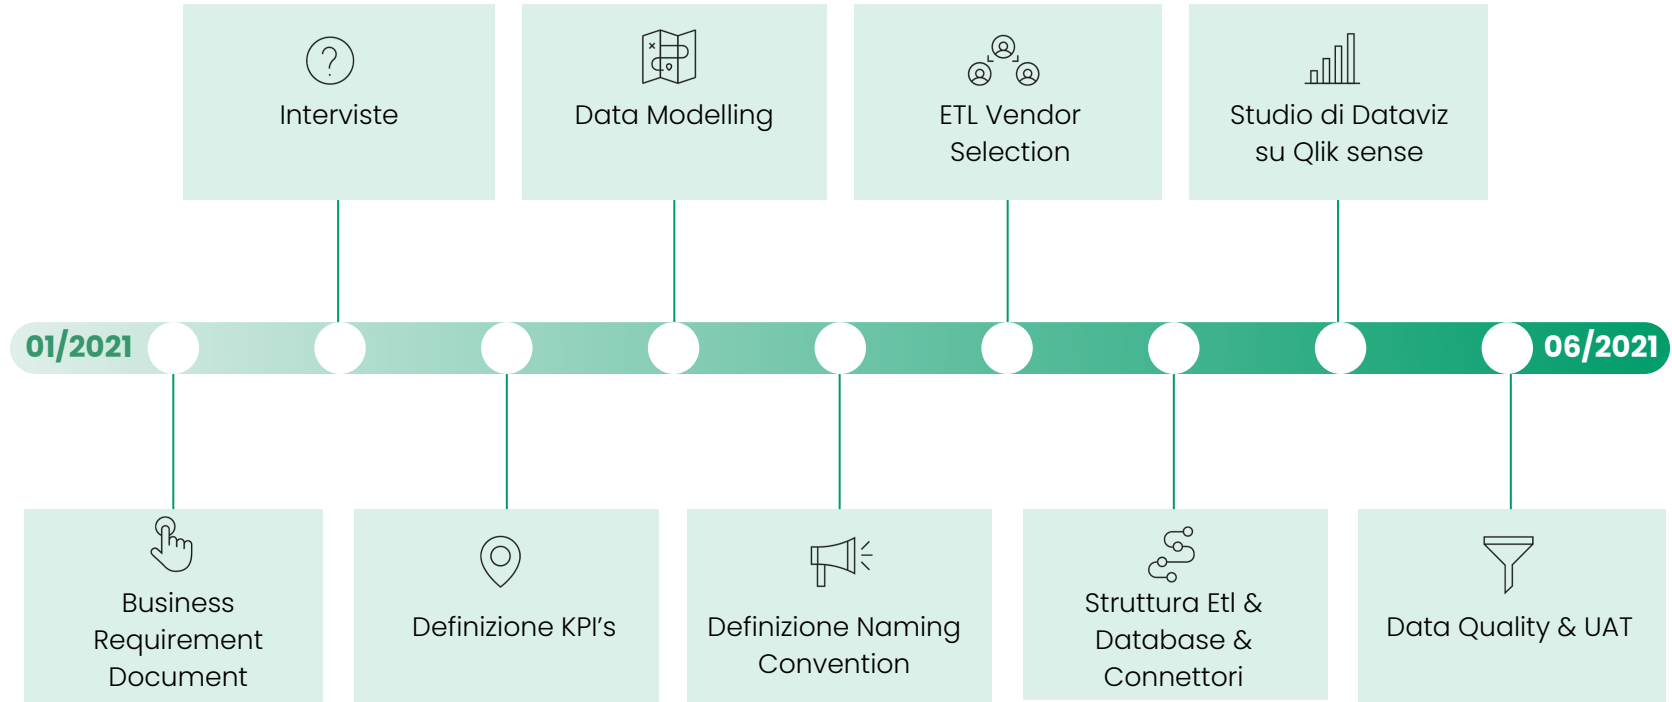 Interviste
Data Modelling
ETL Vendor
Selection
Studio di Dataviz
su Qlik sense
01/2021
06/2021
Business
Requirement
Document
Definizione KPI's
Definizione Naming
Convention
Struttura Etl &
Database &
Connettori
Data Quality & UAT